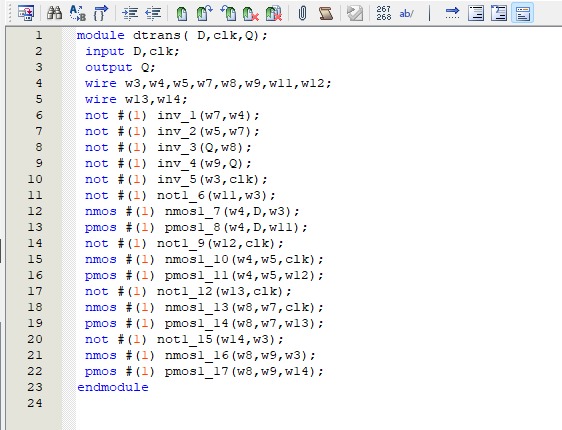 267
268 ab/
1 module dtrans( D,clk,Q);
2 input D,clk;
3 output Q;
4 wire w3,w4,w5,w7,w8,w9,w11,w12;
5 wire w13,w14;
6 not #(1) inv_1(w7,w4);
7 not #(1) inv_2(w5,w7);
8 not #(1) inv_3(Q,w8);
9 not #(1) inv_4(w9,Q);
10 not #(1) inv_5(w3,clk);
11 not #(1) not1_6(w11,w3);
12 nmos #(1) nmos1_7(w4,D,w3);
13 pmos #(1) pmos1_8(w4,D,w11);
14 not #(1) not1_9(w12,clk);
15 nmos #(1) nmos1_10(w4,w5,clk);
16 pmos #(1) pmos1_11(w4,w5,w12);
17 not #(1) not1_12(w13,clk);
18 nmos #(1) nmos1_13(w8,w7,clk);
19 pmos #(1) pmos1_14(w8,w7,w13);
20 not #(1) not1_15(w14,w3);
21 nmos #(1) nmos1_16(w8,w9,w3);
22 pmos #(1) pmos1_17(w8,w9,w14);
23 endmodule
24